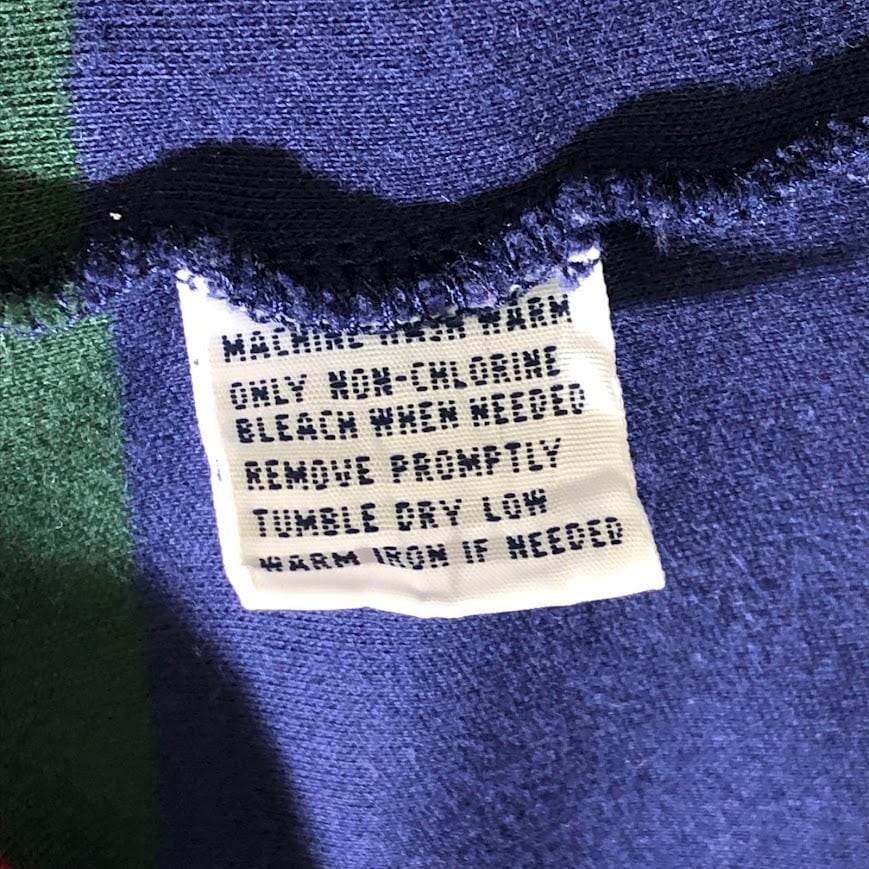 MACHINE WASH WARM
ONLY NON-CHLORINE
BLEACH WHEN NEEDED
REMOVE PROMPTLY
TUMBLE DRY LOW
WARM IRON IF NEEDED